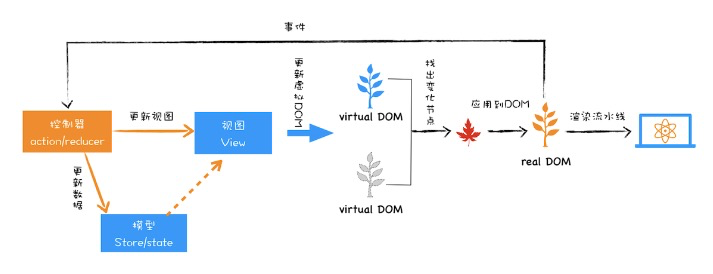 事件
控制器
action/reducer
更新视图
视图
View
更新数据
模型
Store/state
更新虚拟DOM
virtual DOM
virtual DOM
找出变化节点
应用到DOM
real DOM
渲染流水线